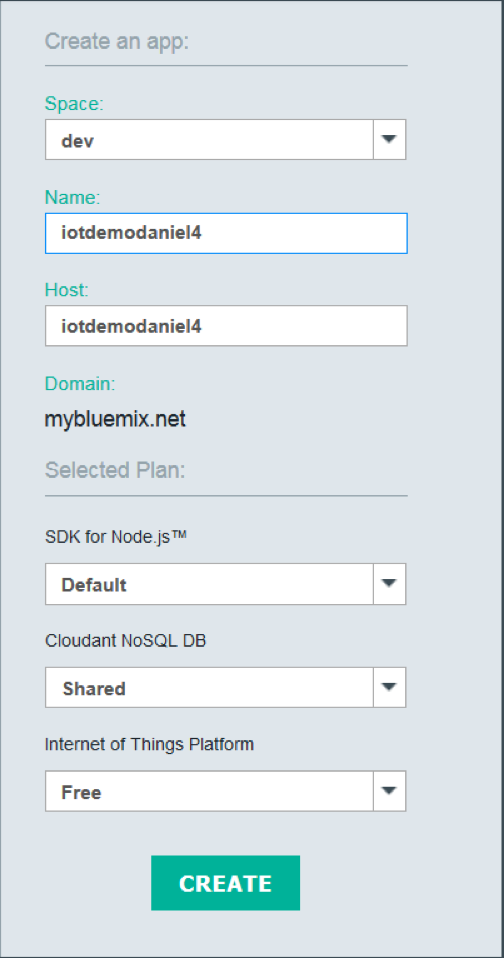 Create an app:
Space:
dev
Name:
iotdemodaniel4
Host:
iotdemodaniel4
Domain:
mybluemix.net
Selected Plan:
SDK for Node.js™
Default
Cloudant NoSQL DB
Shared
Internet of Things Platform
Free
CREATE